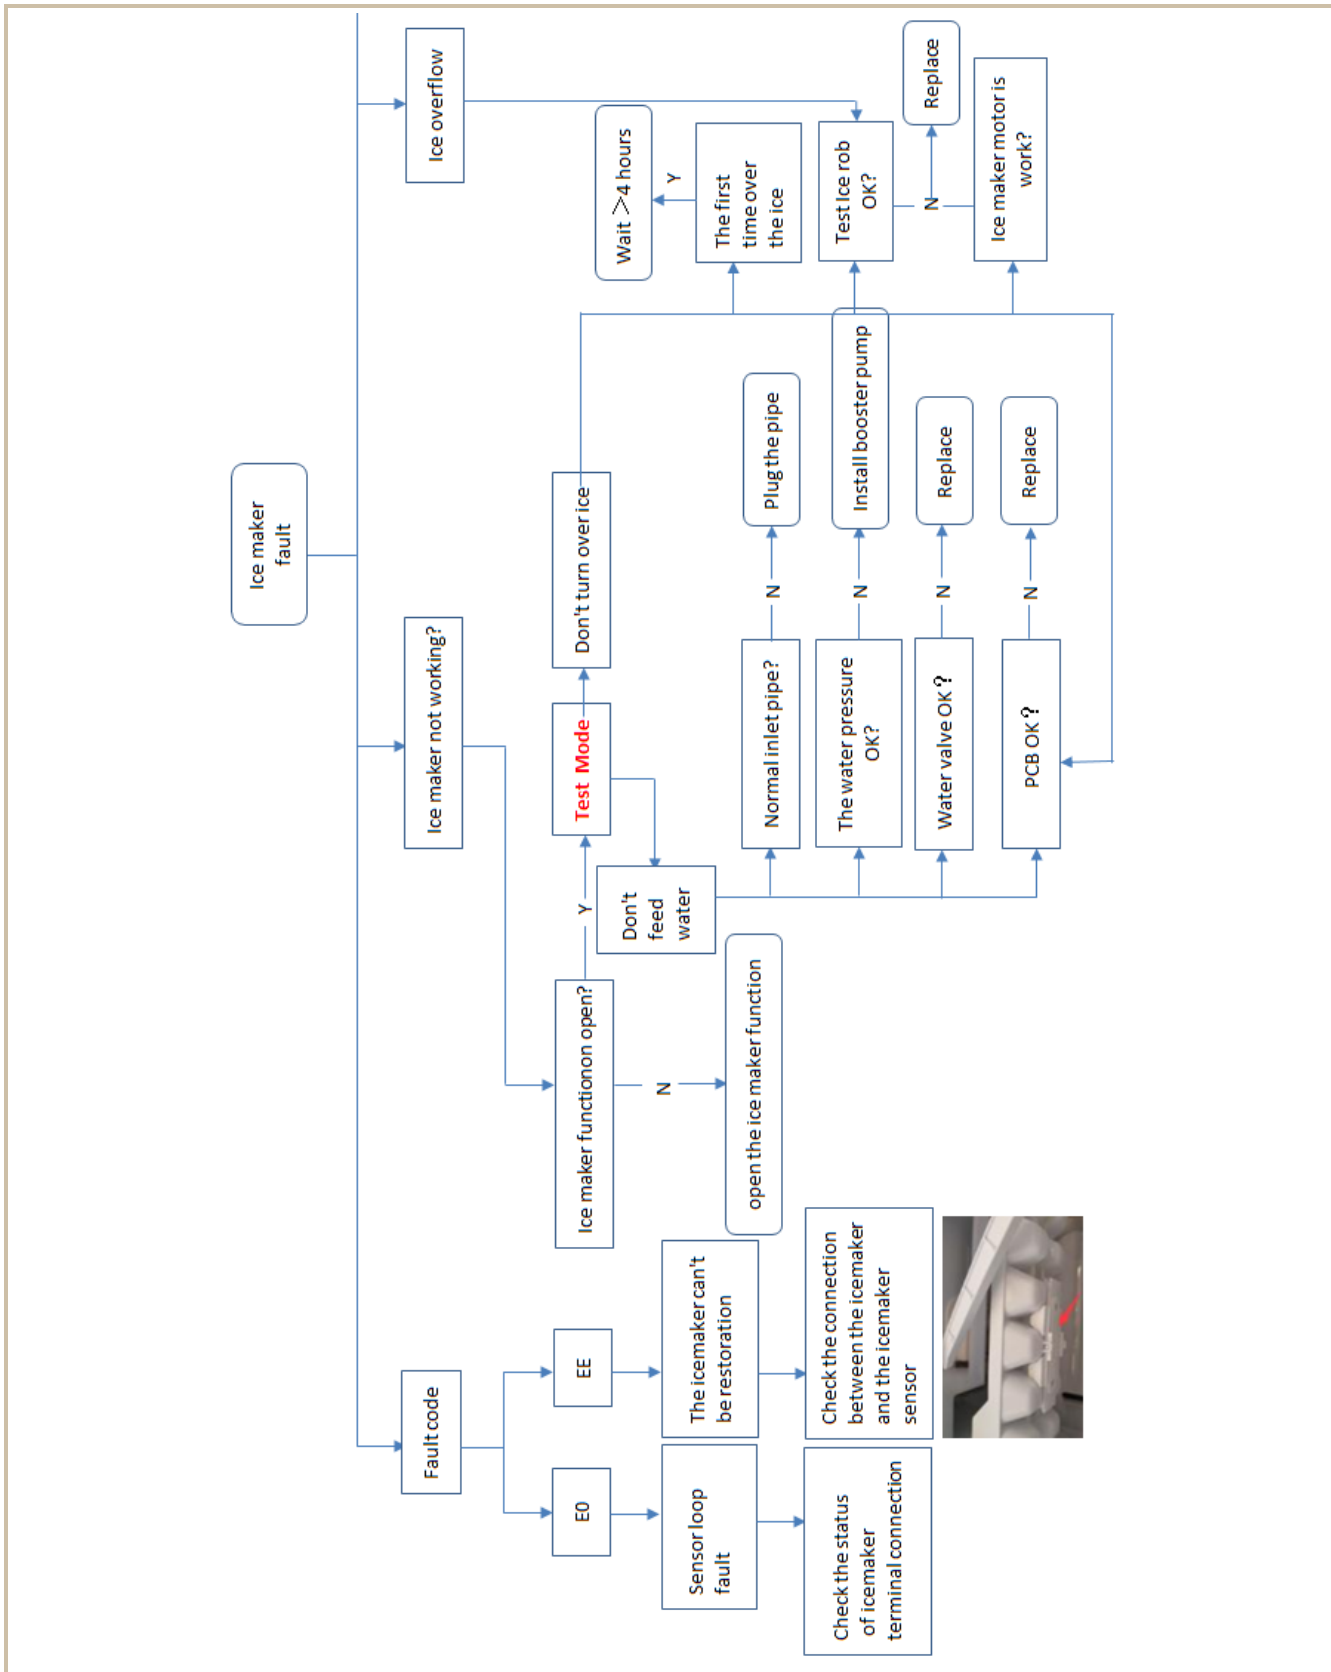 Ice maker
fault
Fault code
Ice maker not working?
Ice overflow
E0
EE
Ice maker functionon open?
Y
Test Mode
Don't turn over ice
Sensor loop
fault
The icemaker can't
be restoration
N
Don't
feed
water
Wait >4 hours
Y
The first
time over
the ice
Check the status
of icemaker
terminal connection
Check the connection
between the icemaker
and the icemaker
sensor
open the ice maker function
Normal inlet pipe?
N
Plug the pipe
The water pressure
OK?
N
Install booster pump
Test Ice rob
OK?
Water valve OK?
N
Replace
N
Replace
PCB OK?
N
Replace
Ice maker motor is
work?